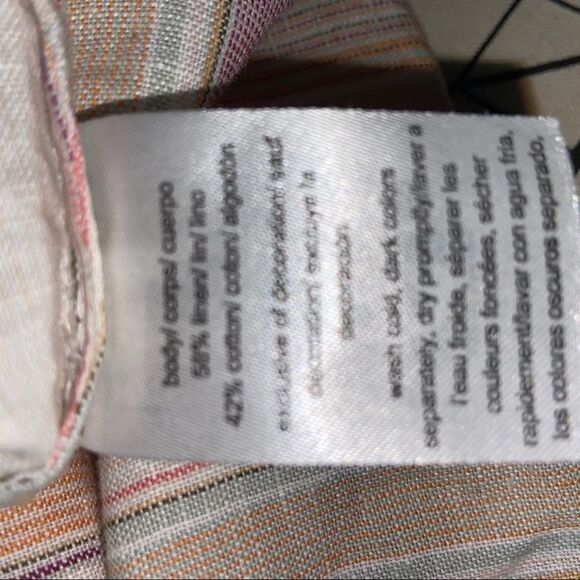 body/ corps/ cuerpo
58% linen/ lin/ lino
42% cotton/ coton/ algodón
exclusive of decoration/ sauf
décoration/ excluya la
decoración
wash cold, dark colors
separately, dry promptly/laver à
l'eau froide, séparer les
couleurs foncées, sécher
rapidement/lavar con agua fria,
los colores oscuros separado.